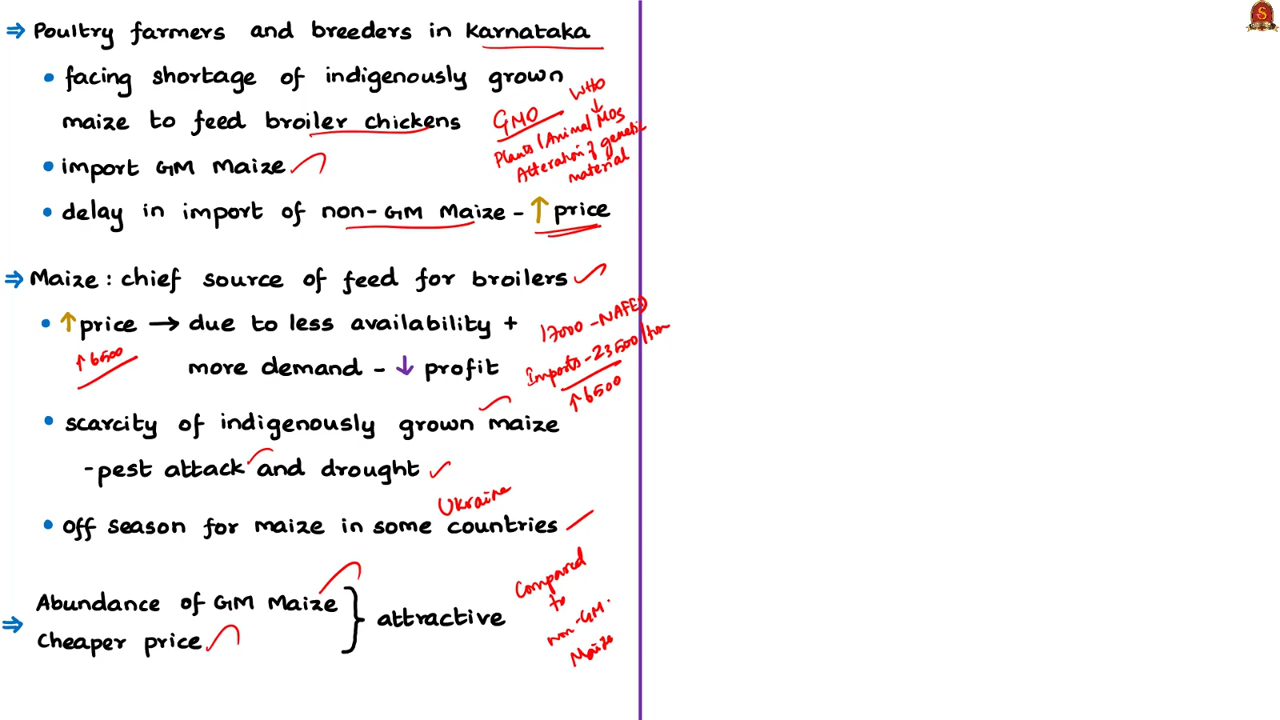 ⇒ Poultry farmers and breeders in Karnataka
• facing shortage of indigenously grown
maize to feed broiler chickens
WHO
↓
GMO
Plants / Animal / MOs
Alteration of genetic
material
• import GM Maize
• delay in import of non-GM Maize - ↑ price
⇒ Maize : chief source of feed for broilers
• ↑ price → due to less availability +
↑ 6500
more demand - ↓ profit
17000 - NAFED
Imports - 23500 / ton
↑ 6500
• scarcity of indigenously grown maize
- pest attack and drought
Ukraine
• off season for maize in some countries
⇒ Abundance of GM Maize
cheaper price
} attractive
Compared
to
non-GM.
Maize
S